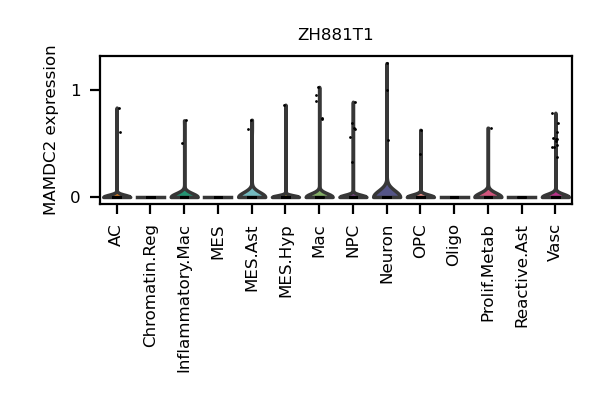 ZH881T1
MAMDC2 expression
1
0
AC
Chromatin.Reg
Inflammatory.Mac
MES
MES.Ast
MES.Hyp
Mac
NPC
Neuron
OPC
Oligo
Prolif.Metab
Reactive.Ast
Vasc